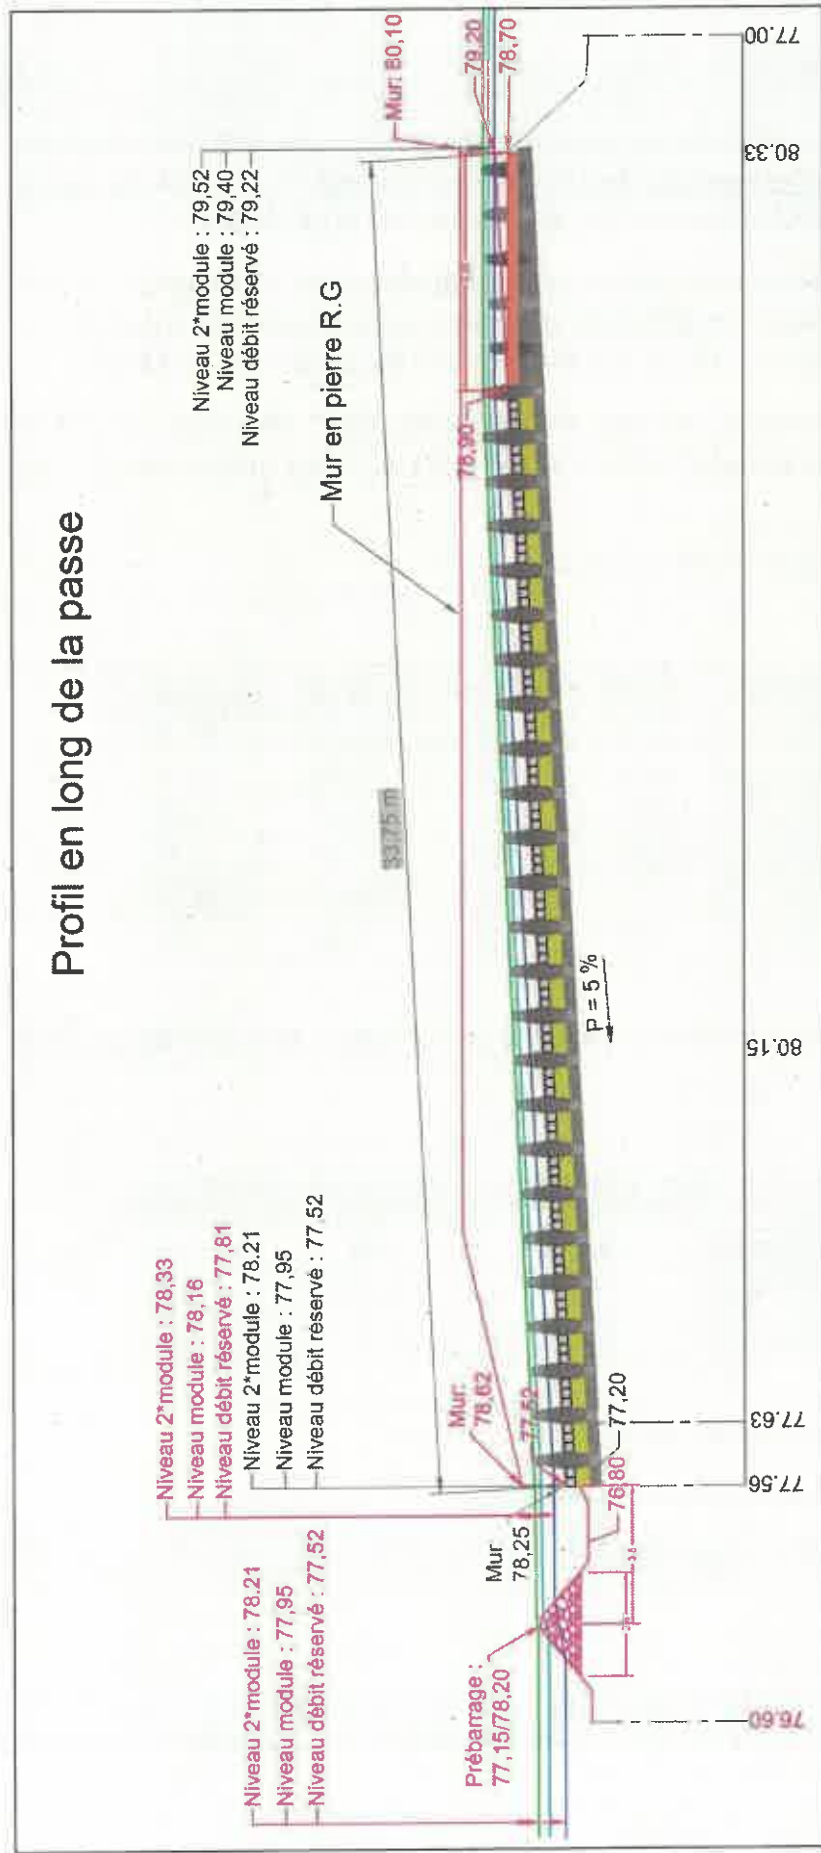 Profil en long de la passe
Niveau 2*module : 78.21
Niveau module : 77,95
Niveau débit réservé : 77,52
Niveau 2*module : 78,33
Niveau module : 78,16
Niveau débit réservé : 77,81
Niveau 2*module : 78.21
Niveau module : 77,95
Niveau débit réservé : 77,52
Niveau 2*module : 79,52
Niveau module : 79,40
Niveau débit réservé : 79,22
Mur: 80,10
79,20
78,70
Mur en pierre R.G
33,75 m
78,90
Mur:
78,62
77,52
Mur
78,25
Prébarrage :
77,15/78,20
P = 5 %
77,20
76,80
3,5
76.60
77.56
77.63
80.15
80.33
77.00